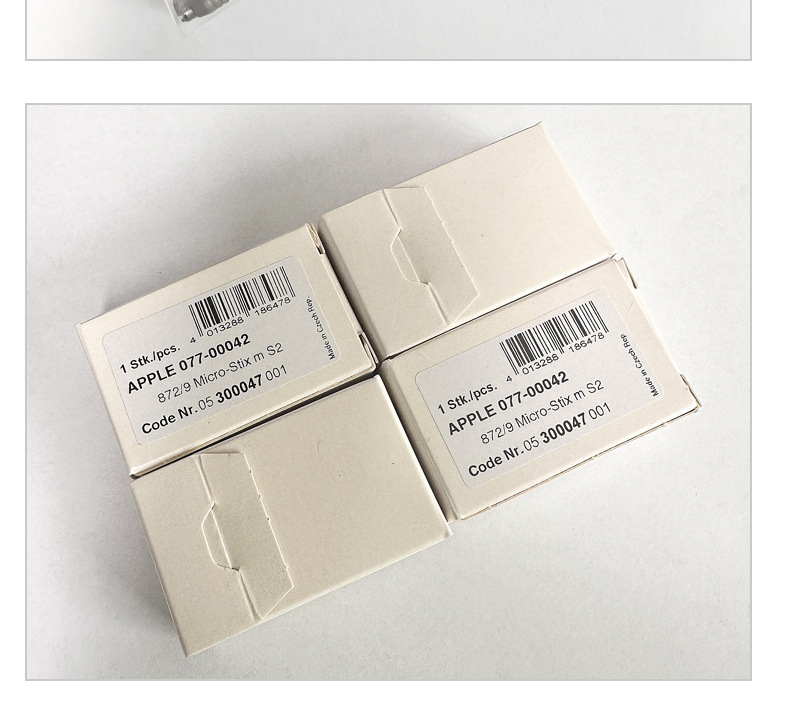 1 Stk./pcs.
4 013288 186478
APPLE 077-00042
872/9 Micro-Stix m S2
Code Nr. 05 300047 001
Made in Czech Rep.
1 Stk./pcs.
4 013288 186478
APPLE 077-00042
872/9 Micro-Stix m S2
Code Nr. 05 300047 001
Made in Czech Rep.